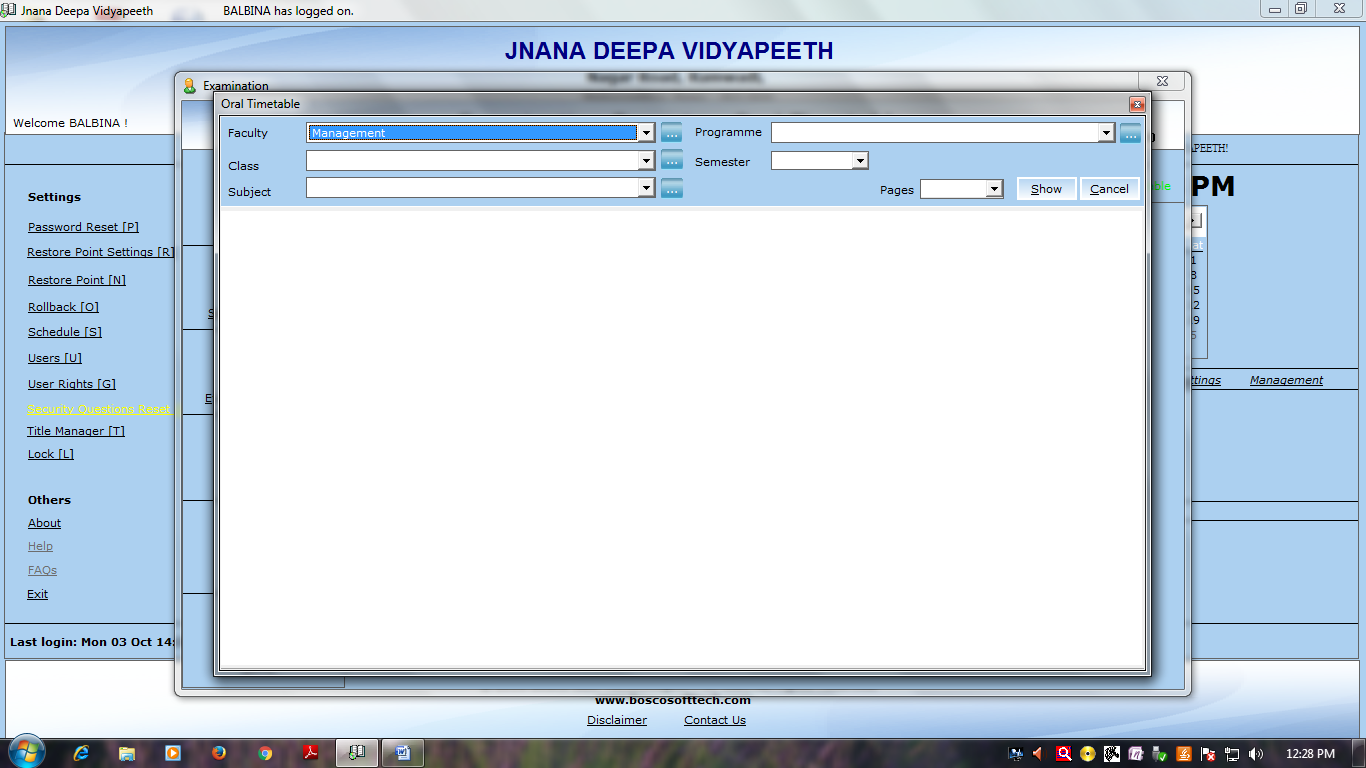 Jnana Deepa Vidyapeeth BALBINA has logged on.
JNANA DEEPA VIDYAPEETH
Examination
Oral Timetable
Welcome BALBINA !
Faculty Management Programme
Class Semester
Subject Pages Show Cancel
APEETH!
PM
Settings
Password Reset [P]
Restore Point Settings [R]
Restore Point [N]
Rollback [O]
Schedule [S]
Users [U]
User Rights [G]
Security Questions Reset
Title Manager [T]
Lock [L]
ttings Management
Others
About
Help
FAQs
Exit
Last login: Mon 03 Oct 14:
www.boscosofttech.com
Disclaimer Contact Us
12:28 PM